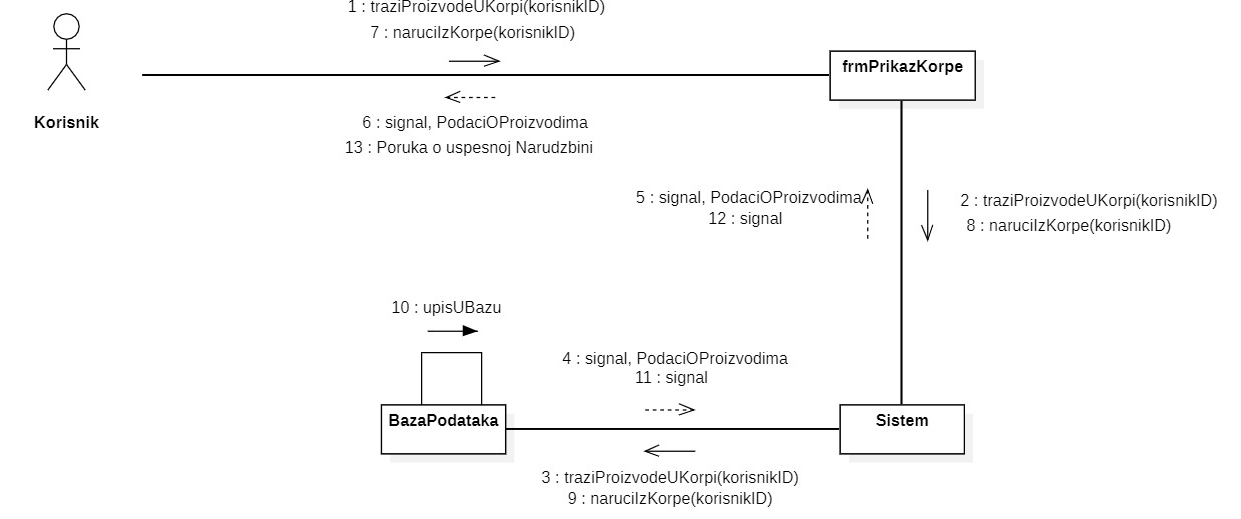 1 : traziProizvodeUKorpi(korisnikID)
7 : naruciIzKorpe(korisnikID)
frmPrikazKorpe
Korisnik
6 : signal, PodaciOProizvodima
13 : Poruka o uspesnoj Narudzbini
5 : signal, PodaciOProizvodima
12 : signal
2 : traziProizvodeUKorpi(korisnikID)
8 : naruciIzKorpe(korisnikID)
10 : upisUBazu
4 : signal, PodaciOProizvodima
11 : signal
BazaPodataka
Sistem
3 : traziProizvodeUKorpi(korisnikID)
9 : naruciIzKorpe(korisnikID)